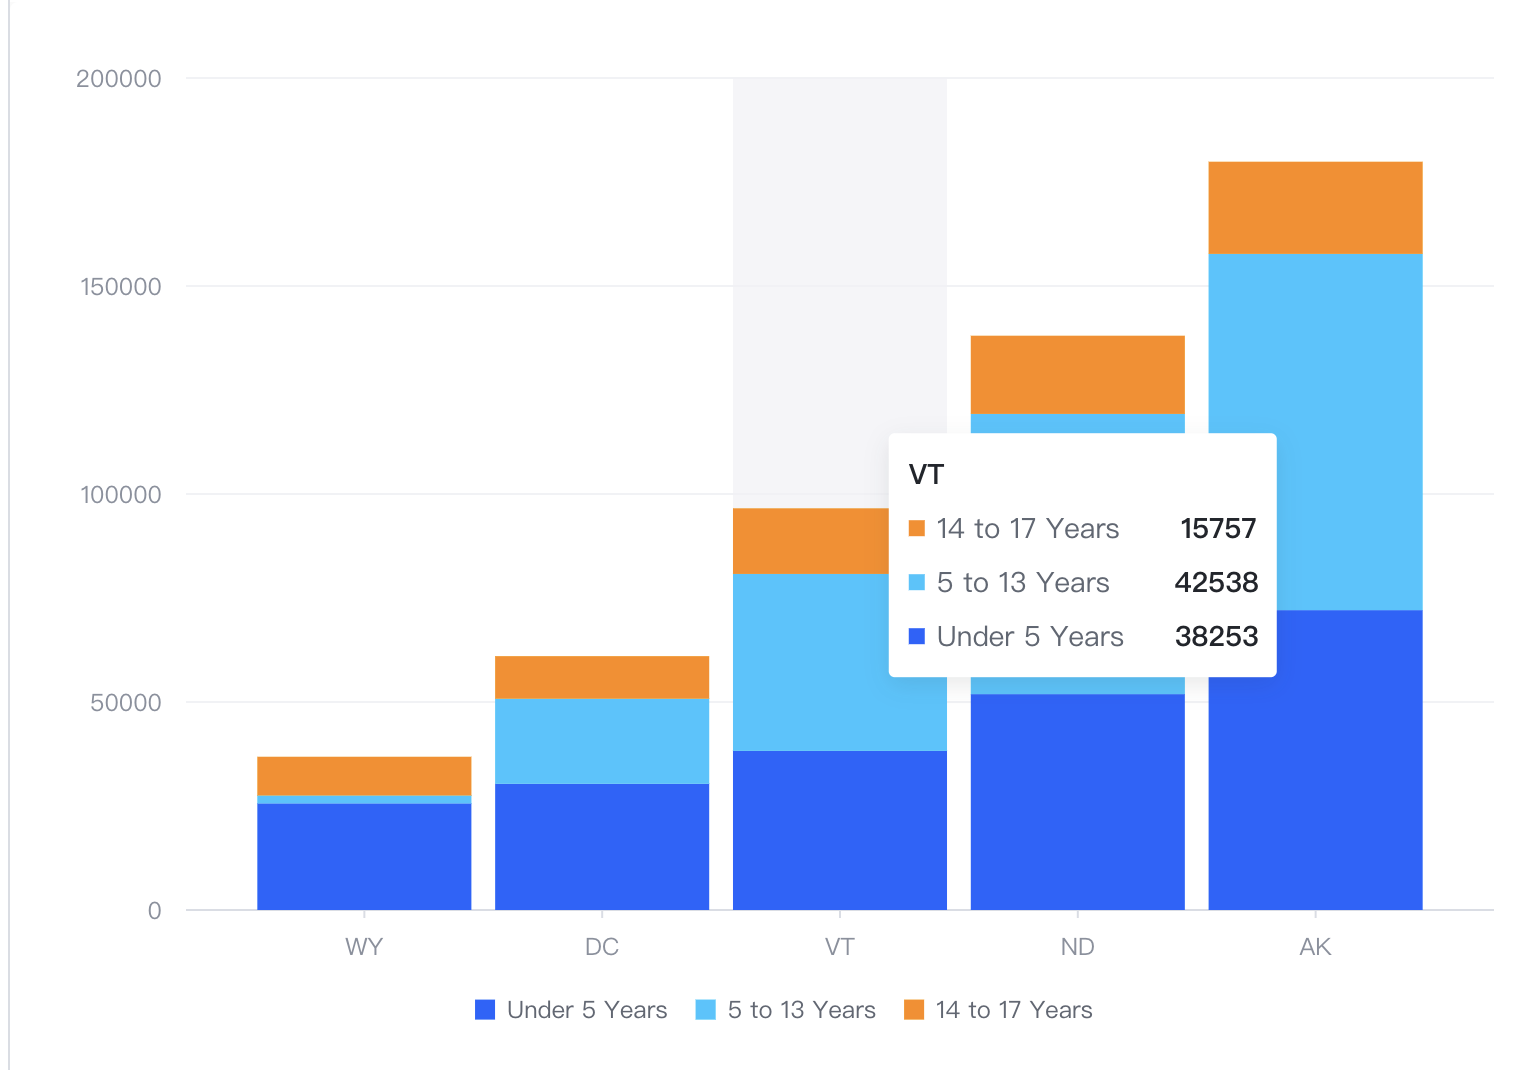 200000
150000
100000
50000
0
VT
14 to 17 Years 15757
5 to 13 Years 42538
Under 5 Years 38253
WY DC VT ND AK
Under 5 Years 5 to 13 Years 14 to 17 Years